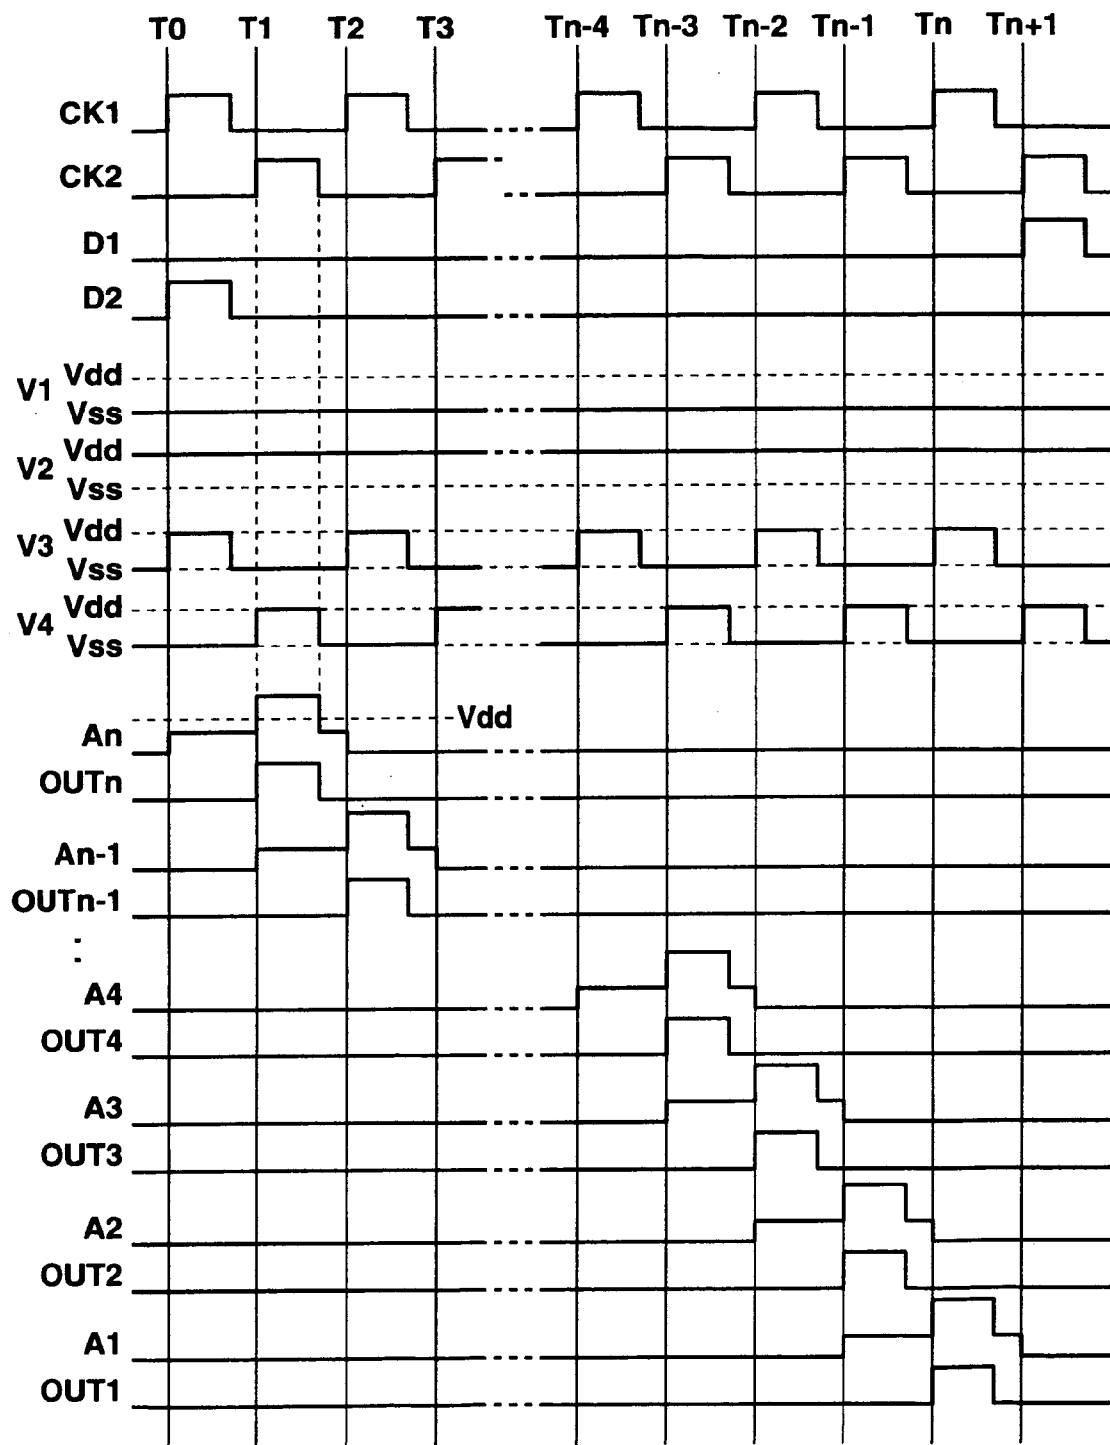 T0 T1 T2 T3 Tn-4 Tn-3 Tn-2 Tn-1 Tn Tn+1
CK1
CK2
D1
D2
V1 Vdd
Vss
V2 Vdd
Vss
V3 Vdd
Vss
V4 Vdd
Vss
Vdd
An
OUTn
An-1
OUTn-1
:
A4
OUT4
A3
OUT3
A2
OUT2
A1
OUT1